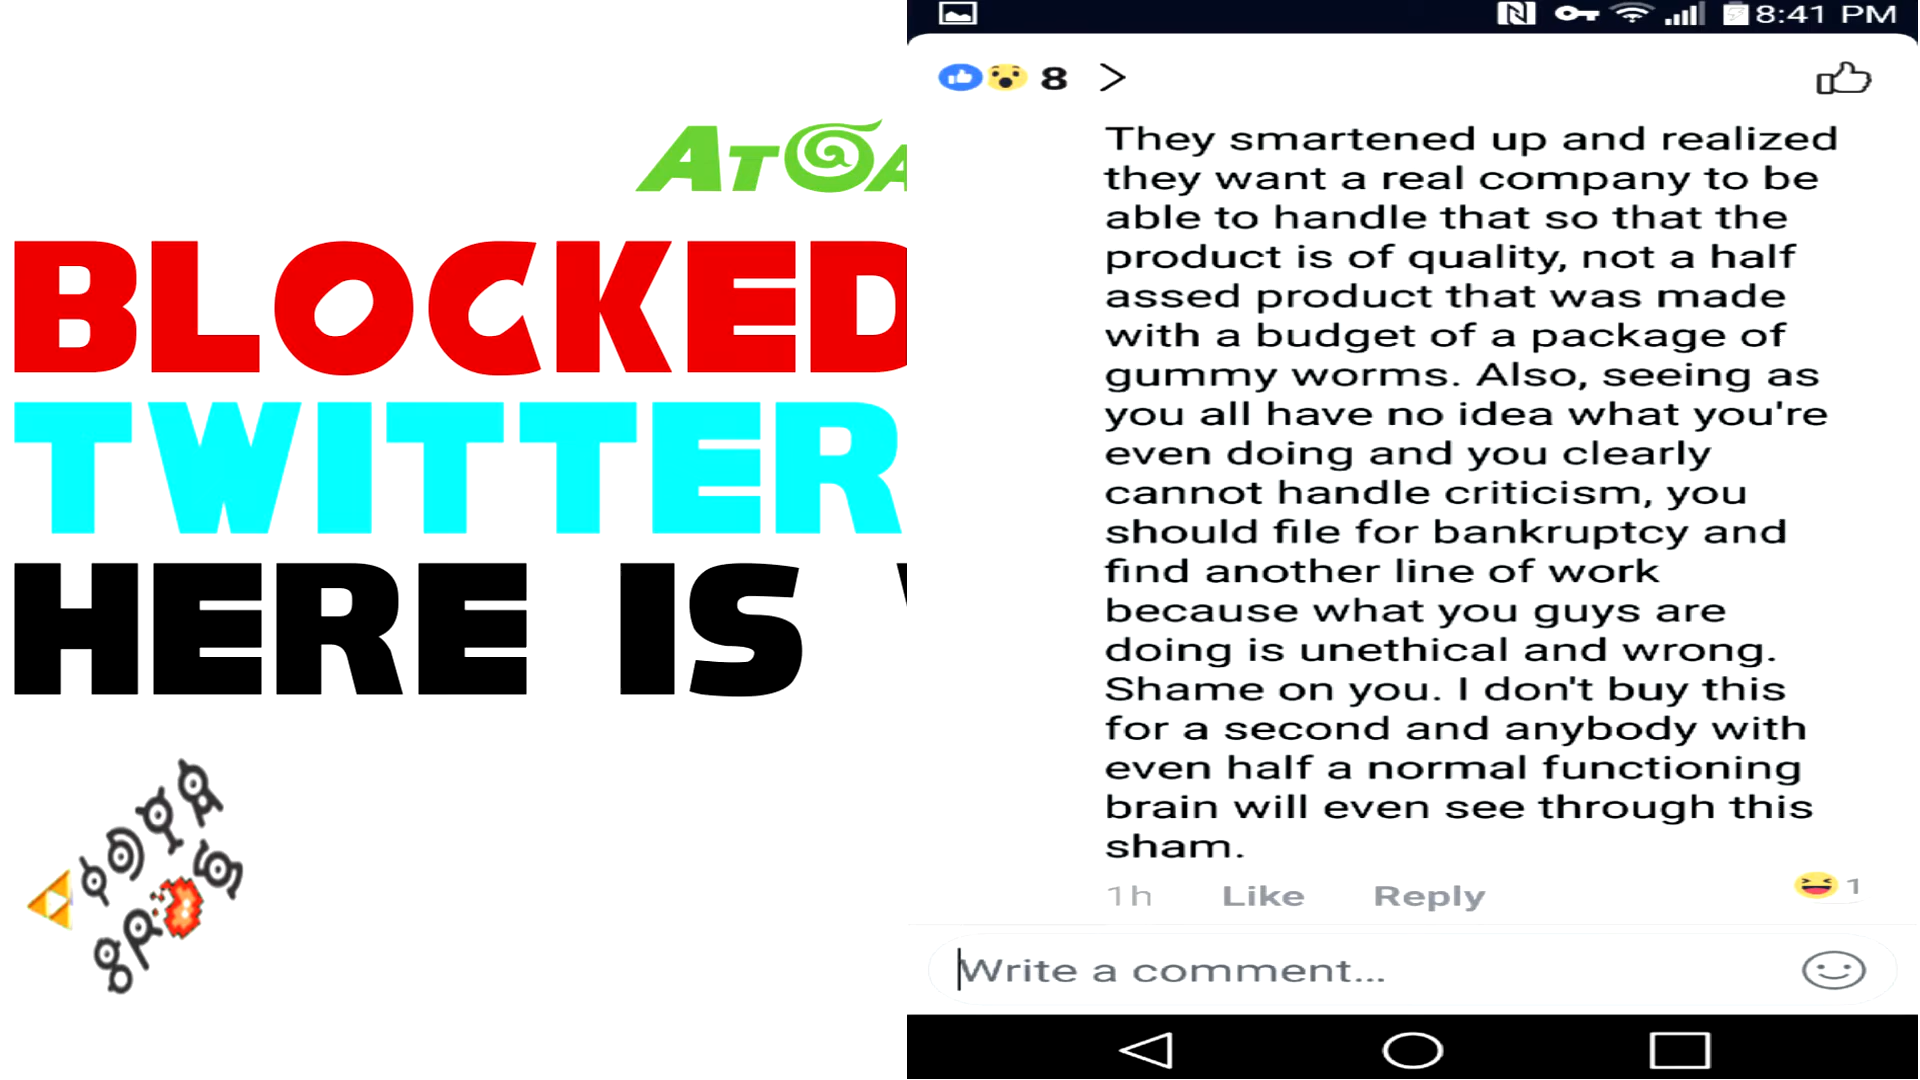 ATGA
BLOCKED
TWITTER
HERE IS
8:41 PM
8
They smartened up and realized
they want a real company to be
able to handle that so that the
product is of quality, not a half
assed product that was made
with a budget of a package of
gummy worms. Also, seeing as
you all have no idea what you're
even doing and you clearly
cannot handle criticism, you
should file for bankruptcy and
find another line of work
because what you guys are
doing is unethical and wrong.
Shame on you. I don't buy this
for a second and anybody with
even half a normal functioning
brain will even see through this
sham.
1h Like Reply
1
Write a comment...